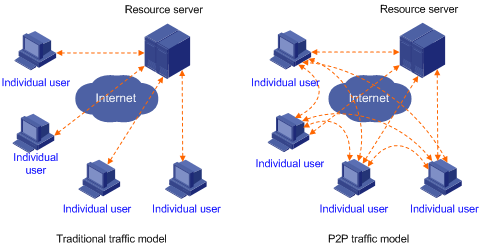 Resource server
Individual user
Internet
Individual
user
Individual user
Individual user
Traditional traffic model
Resource server
Individual user
Internet
Individual user
Individual user
Individual user
P2P traffic model